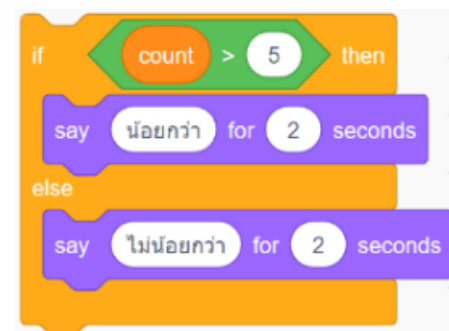 if count > 5 then
say น้อยกว่า for 2 seconds
else
say ไม่น้อยกว่า for 2 seconds